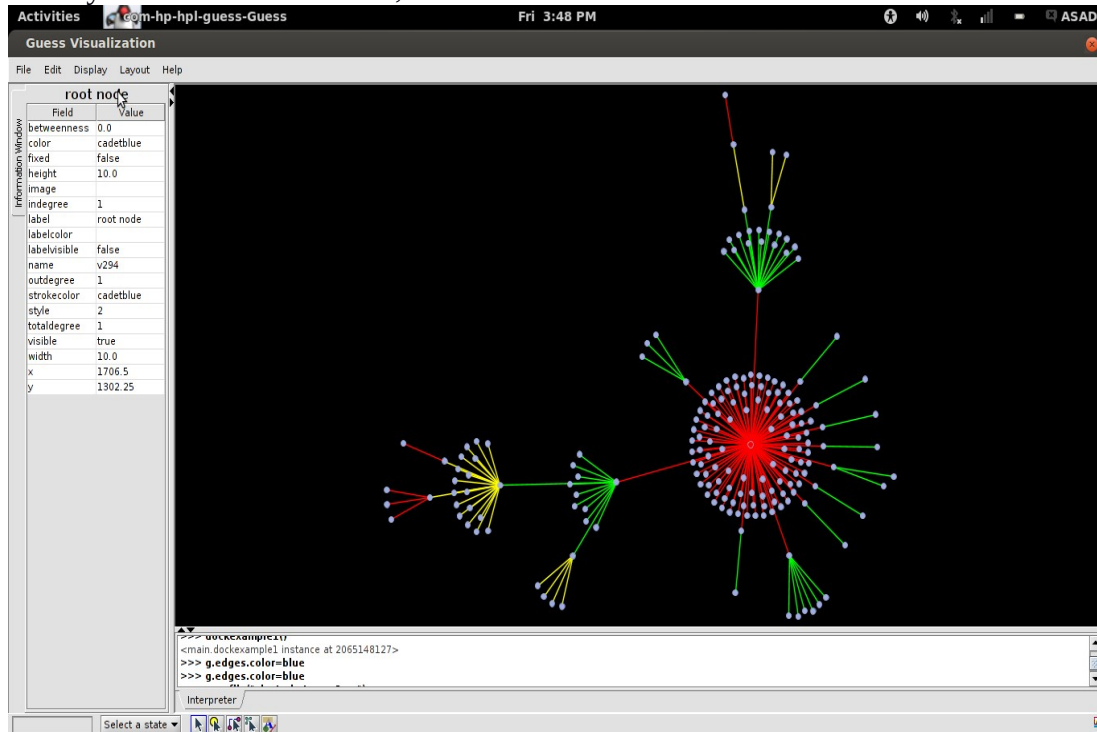 Activities com-hp-hpl-guess-Guess Fri 3:48 PM ASAD
Guess Visualization
File Edit Display Layout Help
Information Window
root node
Field Value
betweenness 0.0
color cadetblue
fixed false
height 10.0
image
indegree 1
label root node
labelcolor
labelvisible false
name v294
outdegree 1
strokecolor cadetblue
style 2
totaldegree 1
visible true
width 10.0
x 1706.5
y 1302.25
>>> dockexample1()
<main.dockexample1 instance at 2065148127>
>>> g.edges.color=blue
>>> g.edges.color=blue
Interpreter
Select a state